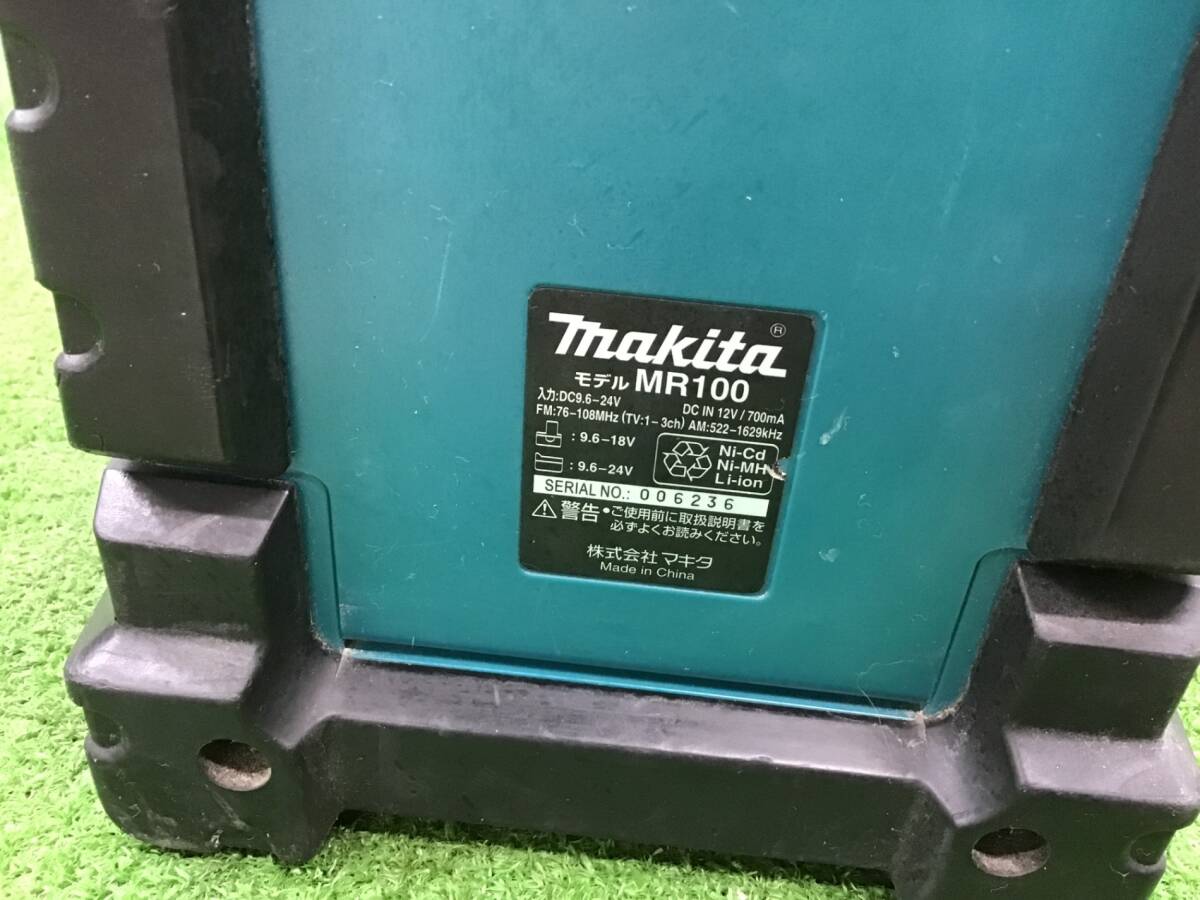 makita®
モデル MR100
入力:DC9.6-24V DC IN 12V / 700mA
FM:76-108MHz (TV:1-3ch) AM:522-1629kHz
: 9.6-18V
: 9.6-24V
Ni-Cd
Ni-MH
Li-ion
SERIAL NO.: 006236
警告 •ご使用前に取扱説明書を
必ずよくお読みください。
株式会社 マキタ
Made in China